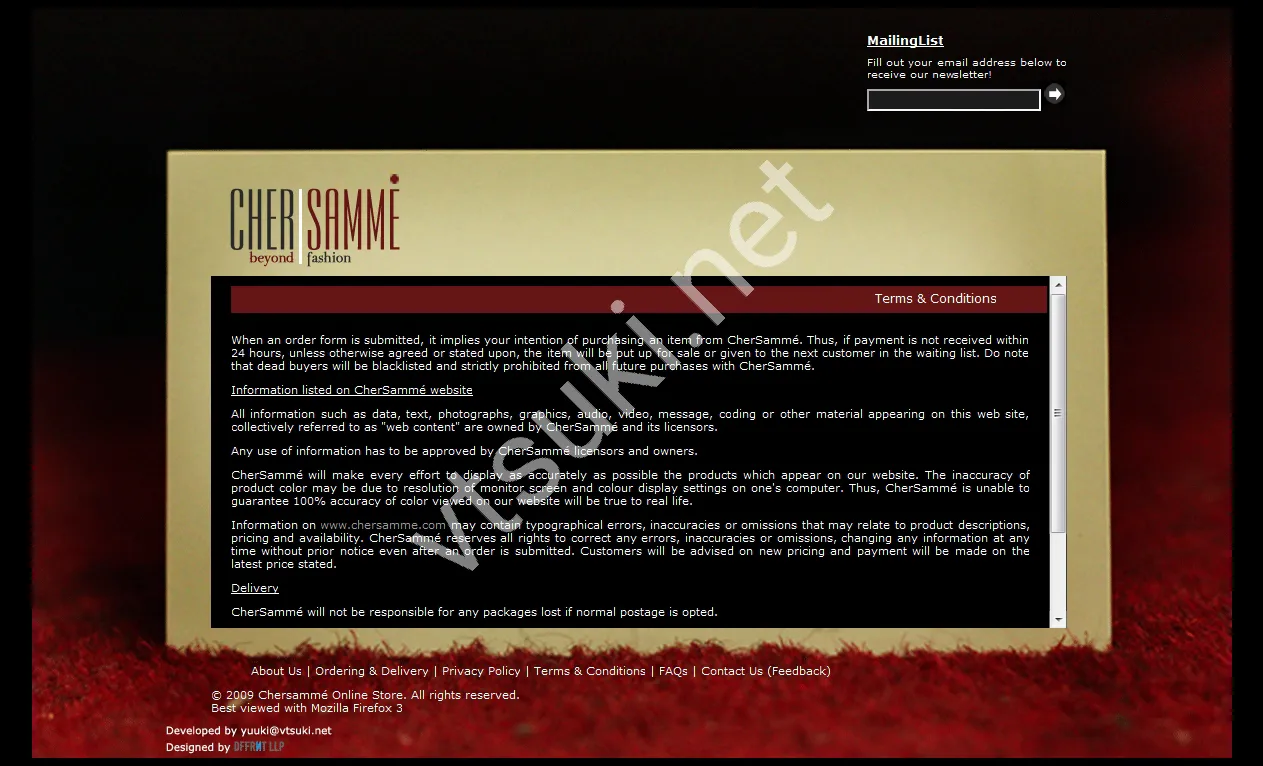 MailingList
Fill out your email address below to
receive our newsletter!
CHER SAMMÉ
beyond fashion
Terms & Conditions
When an order form is submitted, it implies your intention of purchasing an item from CherSammé. Thus, if payment is not received within
24 hours, unless otherwise agreed or stated upon, the item will be put up for sale or given to the next customer in the waiting list. Do note
that dead buyers will be blacklisted and strictly prohibited from all future purchases with CherSammé.
Information listed on CherSammé website
All information such as data, text, photographs, graphics, audio, video, message, coding or other material appearing on this web site,
collectively referred to as "web content" are owned by CherSammé and its licensors.
Any use of information has to be approved by CherSammé licensors and owners.
CherSammé will make every effort to display as accurately as possible the products which appear on our website. The inaccuracy of
product color may be due to resolution of monitor screen and colour display settings on one's computer. Thus, CherSammé is unable to
guarantee 100% accuracy of color viewed on our website will be true to real life.
Information on www.chersamme.com may contain typographical errors, inaccuracies or omissions that may relate to product descriptions,
pricing and availability. CherSammé reserves all rights to correct any errors, inaccuracies or omissions, changing any information at any
time without prior notice even after an order is submitted. Customers will be advised on new pricing and payment will be made on the
latest price stated.
Delivery
CherSammé will not be responsible for any packages lost if normal postage is opted.
vtsuki.net
About Us | Ordering & Delivery | Privacy Policy | Terms & Conditions | FAQs | Contact Us (Feedback)
© 2009 Chersammé Online Store. All rights reserved.
Best viewed with Mozilla Firefox 3
Developed by yuuki@vtsuki.net
Designed by DFFRNT LLP